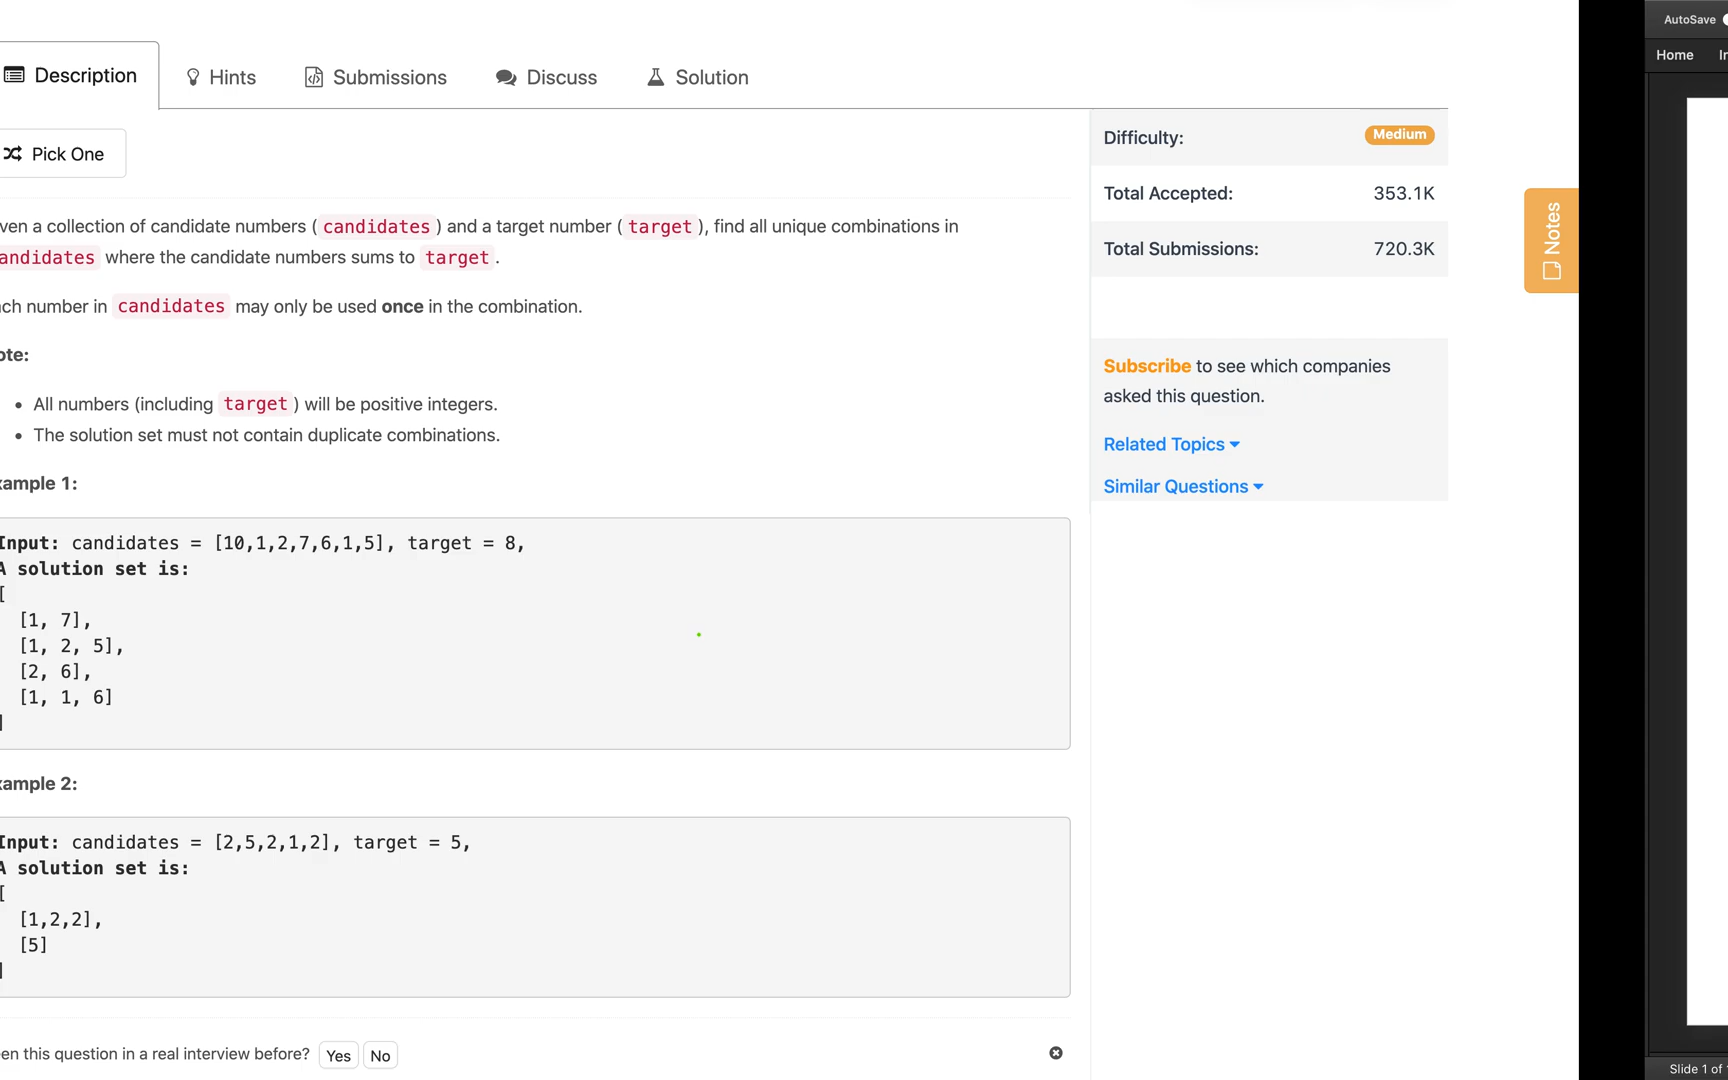 Description
Hints
Submissions
Discuss
Solution
Pick One
ven a collection of candidate numbers ( candidates ) and a target number ( target ), find all unique combinations in
andidates where the candidate numbers sums to target .
ch number in candidates may only be used once in the combination.
ote:
• All numbers (including target ) will be positive integers.
• The solution set must not contain duplicate combinations.
ample 1:
Input: candidates = [10,1,2,7,6,1,5], target = 8,
A solution set is:
[
[1, 7],
[1, 2, 5],
[2, 6],
[1, 1, 6]
]
ample 2:
Input: candidates = [2,5,2,1,2], target = 5,
A solution set is:
[
[1,2,2],
[5]
]
en this question in a real interview before? Yes No
Difficulty: Medium
Total Accepted: 353.1K
Total Submissions: 720.3K
Subscribe to see which companies
asked this question.
Related Topics
Similar Questions
Notes
AutoSave
Home In
Slide 1 of